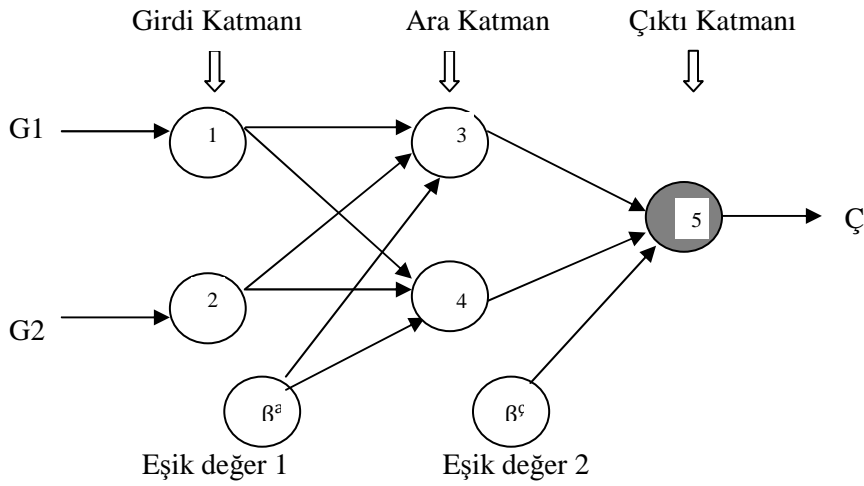 Girdi Katmanı Ara Katman Çıktı Katmanı
G1 1 3
5 Ç
2 4
G2
ßᵃ ßᶜ̧
Eşik değer 1 Eşik değer 2